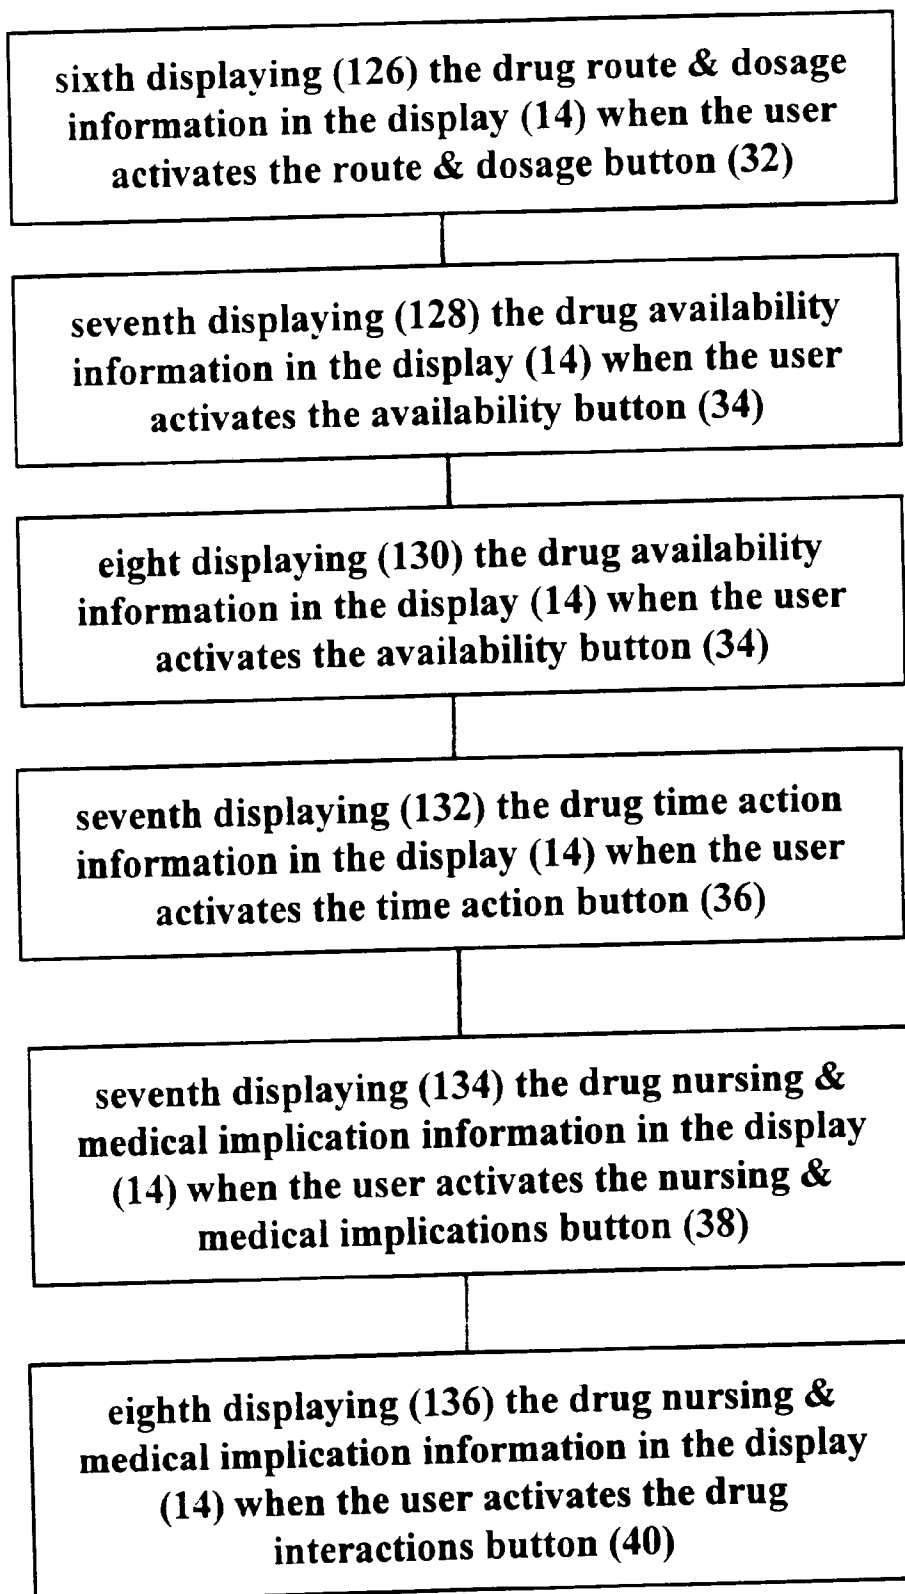 sixth displaying (126) the drug route & dosage
information in the display (14) when the user
activates the route & dosage button (32)
seventh displaying (128) the drug availability
information in the display (14) when the user
activates the availability button (34)
eight displaying (130) the drug availability
information in the display (14) when the user
activates the availability button (34)
seventh displaying (132) the drug time action
information in the display (14) when the user
activates the time action button (36)
seventh displaying (134) the drug nursing &
medical implication information in the display
(14) when the user activates the nursing &
medical implications button (38)
eighth displaying (136) the drug nursing &
medical implication information in the display
(14) when the user activates the drug
interactions button (40)